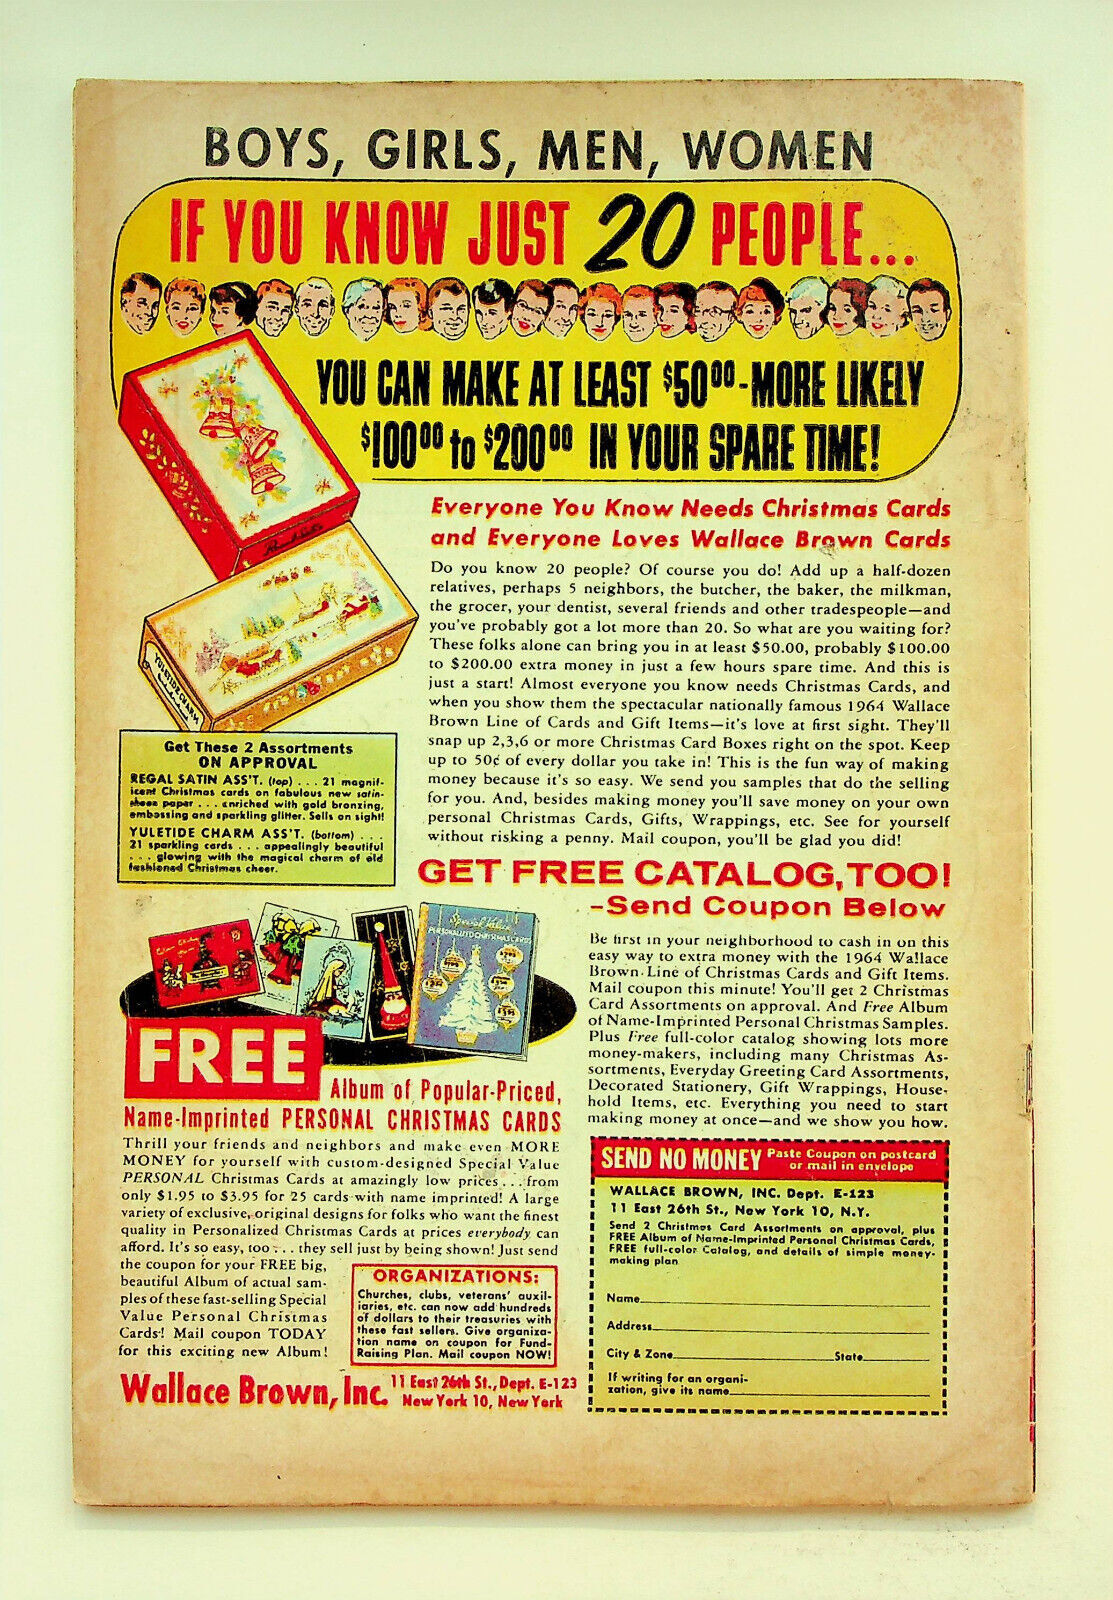 BOYS, GIRLS, MEN, WOMEN
IF YOU KNOW JUST 20 PEOPLE...
YOU CAN MAKE AT LEAST $50⁰⁰-MORE LIKELY
$100⁰⁰ to $200⁰⁰ IN YOUR SPARE TIME!
YULETIDE CHARM
Everyone You Know Needs Christmas Cards
and Everyone Loves Wallace Brown Cards
Do you know 20 people? Of course you do! Add up a half-dozen
relatives, perhaps 5 neighbors, the butcher, the baker, the milkman,
the grocer, your dentist, several friends and other tradespeople—and
you've probably got a lot more than 20. So what are you waiting for?
These folks alone can bring you in at least $50.00, probably $100.00
to $200.00 extra money in just a few hours spare time. And this is
just a start! Almost everyone you know needs Christmas Cards, and
when you show them the spectacular nationally famous 1964 Wallace
Brown Line of Cards and Gift Items—it's love at first sight. They'll
snap up 2,3,6 or more Christmas Card Boxes right on the spot. Keep
up to 50¢ of every dollar you take in! This is the fun way of making
money because it's so easy. We send you samples that do the selling
for you. And, besides making money you'll save money on your own
personal Christmas Cards, Gifts, Wrappings, etc. See for yourself
without risking a penny. Mail coupon, you'll be glad you did!
Get These 2 Assortments
ON APPROVAL
REGAL SATIN ASS'T. (top) . . . 21 magnif-
icent Christmas cards on fabulous new satin-
sheen paper . . . enriched with gold bronzing,
embossing and sparkling glitter. Sells on sight!
YULETIDE CHARM ASS'T. (bottom) . . .
21 sparkling cards . . . appealingly beautiful
. . . glowing with the magical charm of old
fashioned Christmas cheer.
GET FREE CATALOG, TOO!
-Send Coupon Below
Special Value
PERSONALIZED CHRISTMAS CARDS
Be first in your neighborhood to cash in on this
easy way to extra money with the 1964 Wallace
Brown Line of Christmas Cards and Gift Items.
Mail coupon this minute! You'll get 2 Christmas
Card Assortments on approval. And Free Album
of Name-Imprinted Personal Christmas Samples.
Plus Free full-color catalog showing lots more
money-makers, including many Christmas As-
sortments, Everyday Greeting Card Assortments,
Decorated Stationery, Gift Wrappings, House-
hold Items, etc. Everything you need to start
making money at once—and we show you how.
FREE
Album of Popular-Priced,
Name-Imprinted PERSONAL CHRISTMAS CARDS
Thrill your friends and neighbors and make even MORE
MONEY for yourself with custom-designed Special Value
PERSONAL Christmas Cards at amazingly low prices...from
only $1.95 to $3.95 for 25 cards with name imprinted! A large
variety of exclusive, original designs for folks who want the finest
quality in Personalized Christmas Cards at prices everybody can
afford. It's so easy, too . . . they sell just by being shown! Just send
the coupon for your FREE big,
beautiful Album of actual sam-
ples of these fast-selling Special
Value Personal Christmas
Cards! Mail coupon TODAY
for this exciting new Album!
ORGANIZATIONS:
Churches, clubs, veterans' auxil-
iaries, etc. can now add hundreds
of dollars to their treasuries with
these fast sellers. Give organiza-
tion name on coupon for Fund-
Raising Plan. Mail coupon NOW!
Wallace Brown, Inc. 11 East 26th St., Dept. E-123
New York 10, New York
SEND NO MONEY Paste Coupon on postcard
or mail in envelope
WALLACE BROWN, INC. Dept. E-123
11 East 26th St., New York 10, N.Y.
Send 2 Christmas Card Assortments on approval, plus
FREE Album of Name-Imprinted Personal Christmas Cards,
FREE full-color Catalog, and details of simple money-
making plan
Name
Address
City & Zone State
If writing for an organi-
zation, give its name